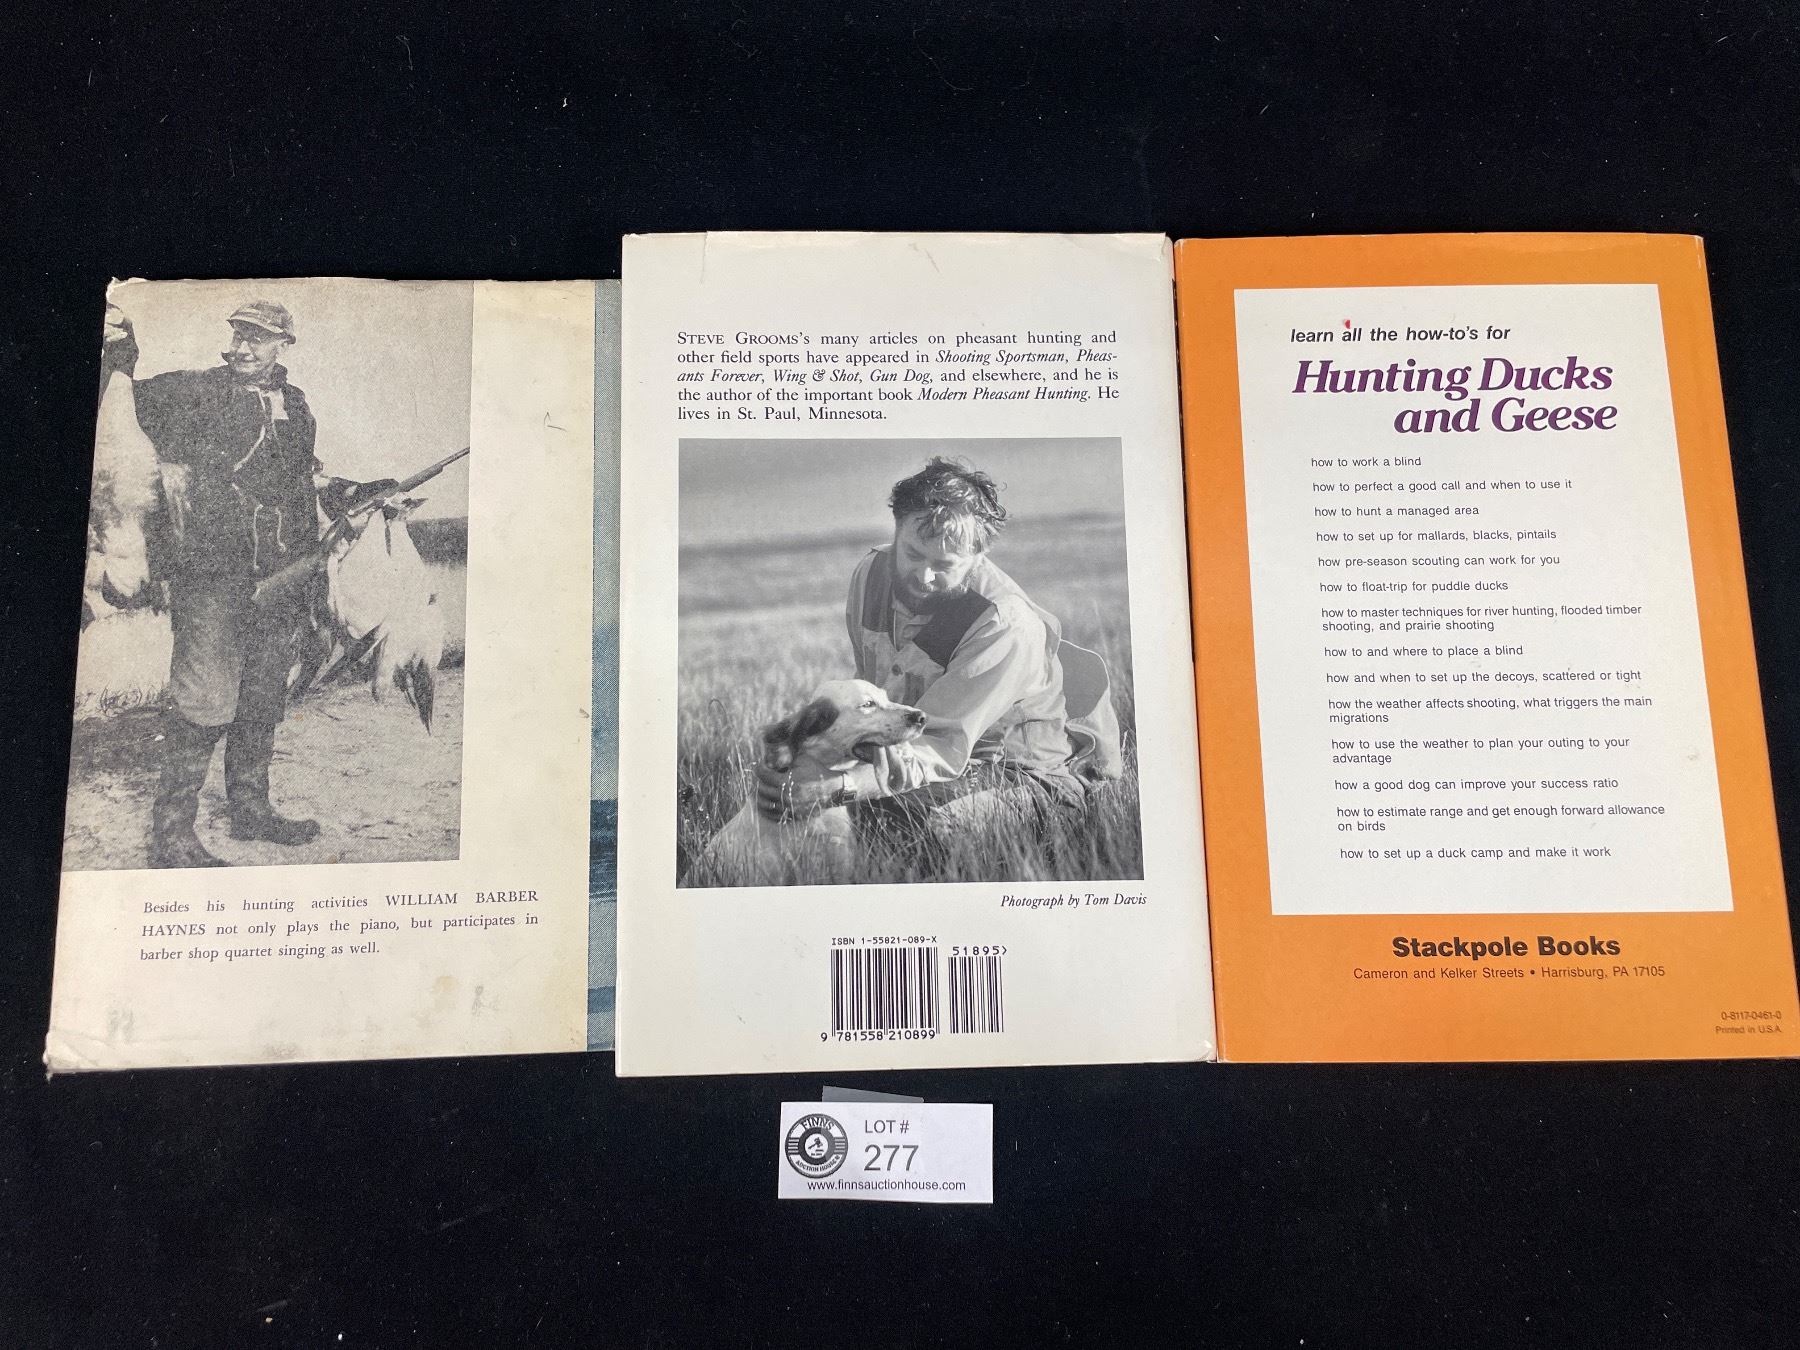 Besides his hunting activities WILLIAM BARBER
HAYNES not only plays the piano, but participates in
barber shop quartet singing as well.
STEVE GROOMS's many articles on pheasant hunting and
other field sports have appeared in Shooting Sportsman, Pheas-
ants Forever, Wing & Shot, Gun Dog, and elsewhere, and he is
the author of the important book Modern Pheasant Hunting. He
lives in St. Paul, Minnesota.
Photograph by Tom Davis
ISBN 1-55821-089-X
51895>
9 781558 210899
learn all the how-to's for
Hunting Ducks
and Geese
how to work a blind
how to perfect a good call and when to use it
how to hunt a managed area
how to set up for mallards, blacks, pintails
how pre-season scouting can work for you
how to float-trip for puddle ducks
how to master techniques for river hunting, flooded timber
shooting, and prairie shooting
how to and where to place a blind
how and when to set up the decoys, scattered or tight
how the weather affects shooting, what triggers the main
migrations
how to use the weather to plan your outing to your
advantage
how a good dog can improve your success ratio
how to estimate range and get enough forward allowance
on birds
how to set up a duck camp and make it work
Stackpole Books
Cameron and Kelker Streets • Harrisburg, PA 17105
0-8117-0461-0
Printed in U.S.A.
FINNS
AUCTION HOUSE
LOT #
277
www.finnsauctionhouse.com